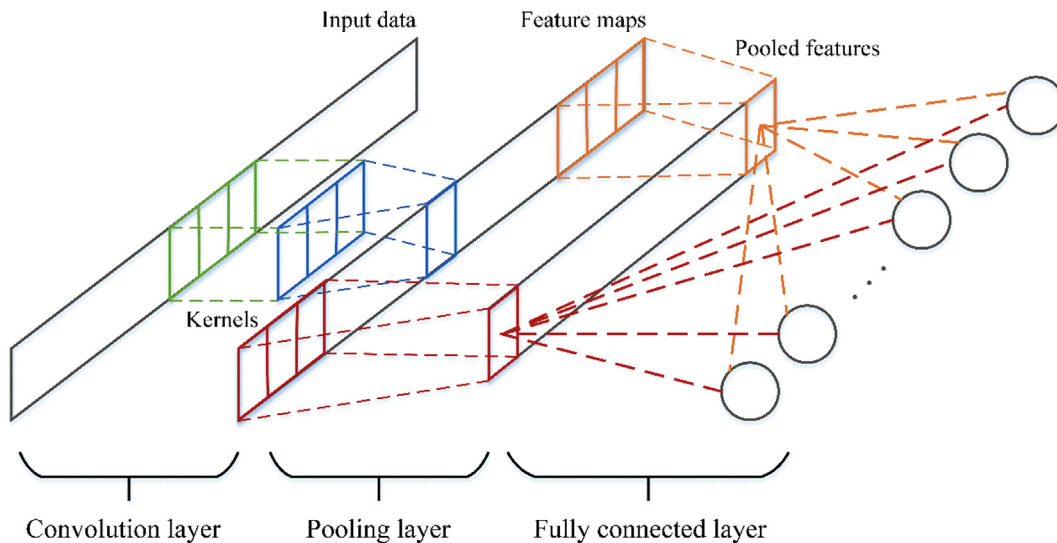 Input data
Feature maps
Pooled features
Kernels
Convolution layer
Pooling layer
Fully connected layer